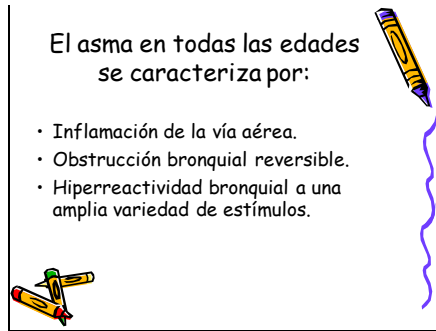 El asma en todas las edades
se caracteriza por:
• Inflamación de la vía aérea.
• Obstrucción bronquial reversible.
• Hiperreactividad bronquial a una
amplia variedad de estímulos.